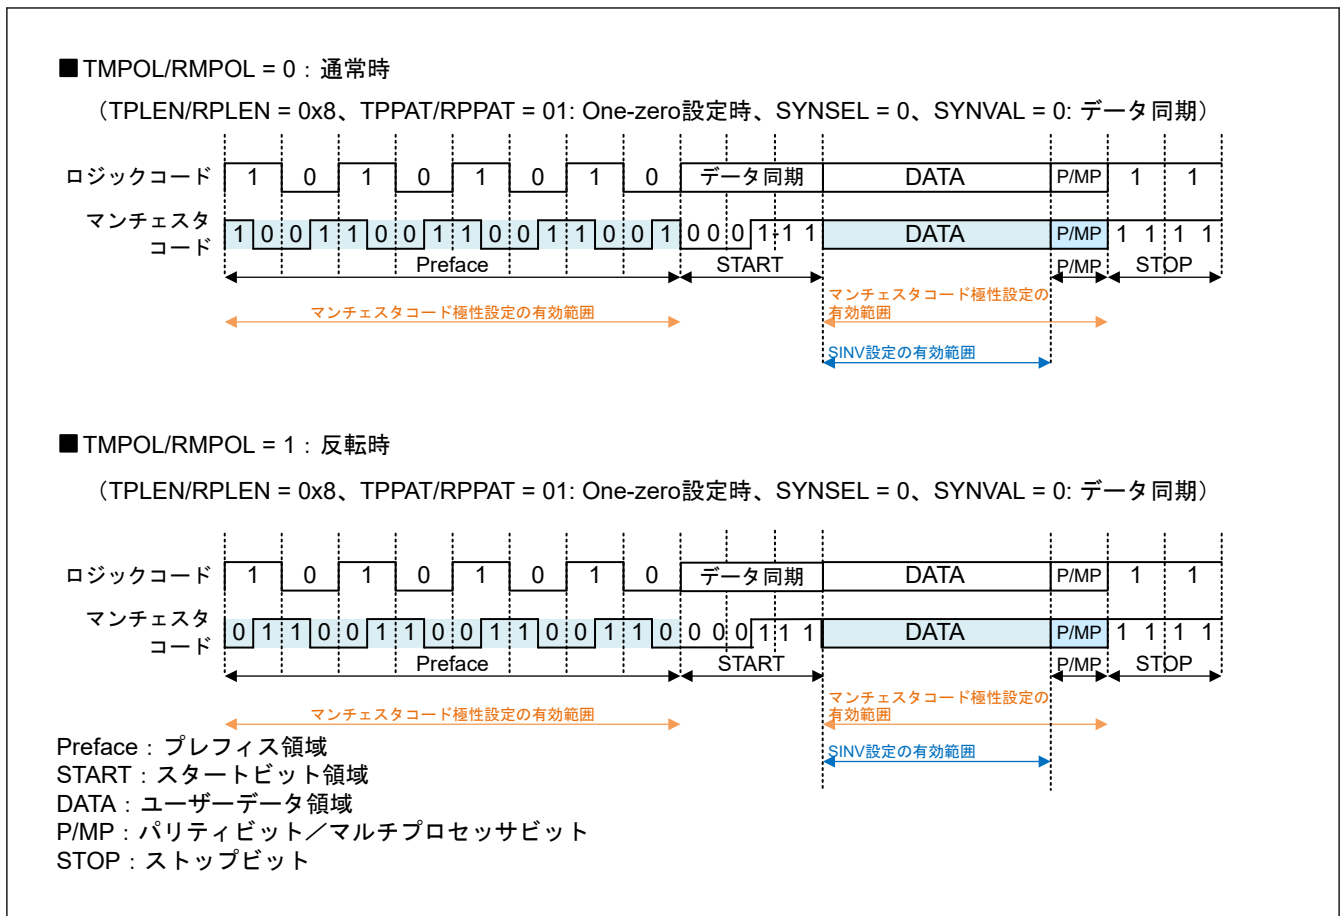 ■ TMPOL/RMPOL = 0：通常時
（TPLEN/RPLEN = 0x8、TPPAT/RPPAT = 01: One-zero設定時、SYNSEL = 0、SYNVAL = 0: データ同期）
ロジックコード 1 0 1 0 1 0 1 0 データ同期 DATA P/MP 1 1
マンチェスタ
コード 1 0 0 1 1 0 0 1 1 0 0 1 1 0 0 1 0 0 0 1 1 1 DATA P/MP 1 1 1 1
Preface START P/MP STOP
マンチェスタコード極性設定の有効範囲
マンチェスタコード極性設定の
有効範囲
SINV設定の有効範囲
■ TMPOL/RMPOL = 1：反転時
（TPLEN/RPLEN = 0x8、TPPAT/RPPAT = 01: One-zero設定時、SYNSEL = 0、SYNVAL = 0: データ同期）
ロジックコード 1 0 1 0 1 0 1 0 データ同期 DATA P/MP 1 1
マンチェスタ
コード 0 1 1 0 0 1 1 0 0 1 1 0 0 1 1 0 0 0 0 1 1 1 DATA P/MP 1 1 1 1
Preface START P/MP STOP
マンチェスタコード極性設定の有効範囲
マンチェスタコード極性設定の
有効範囲
SINV設定の有効範囲
Preface：プレフィス領域
START：スタートビット領域
DATA：ユーザーデータ領域
P/MP：パリティビット／マルチプロセッサビット
STOP：ストップビット